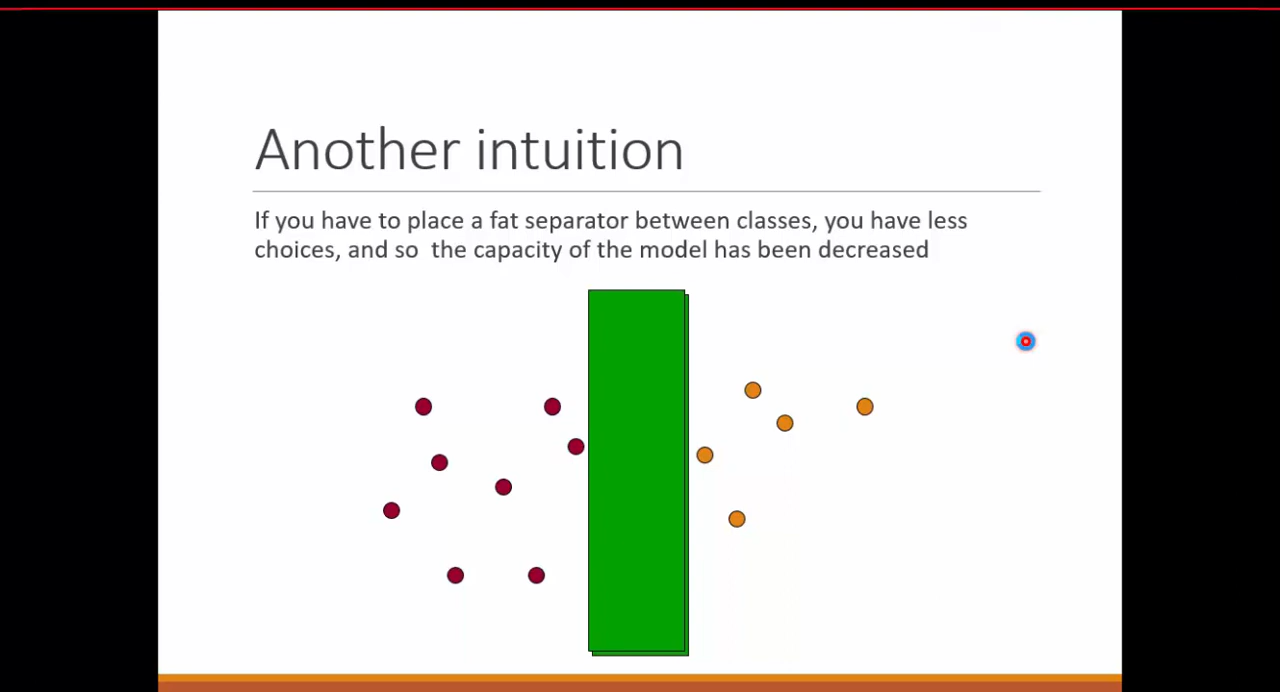 Another intuition
If you have to place a fat separator between classes, you have less
choices, and so  the capacity of the model has been decreased